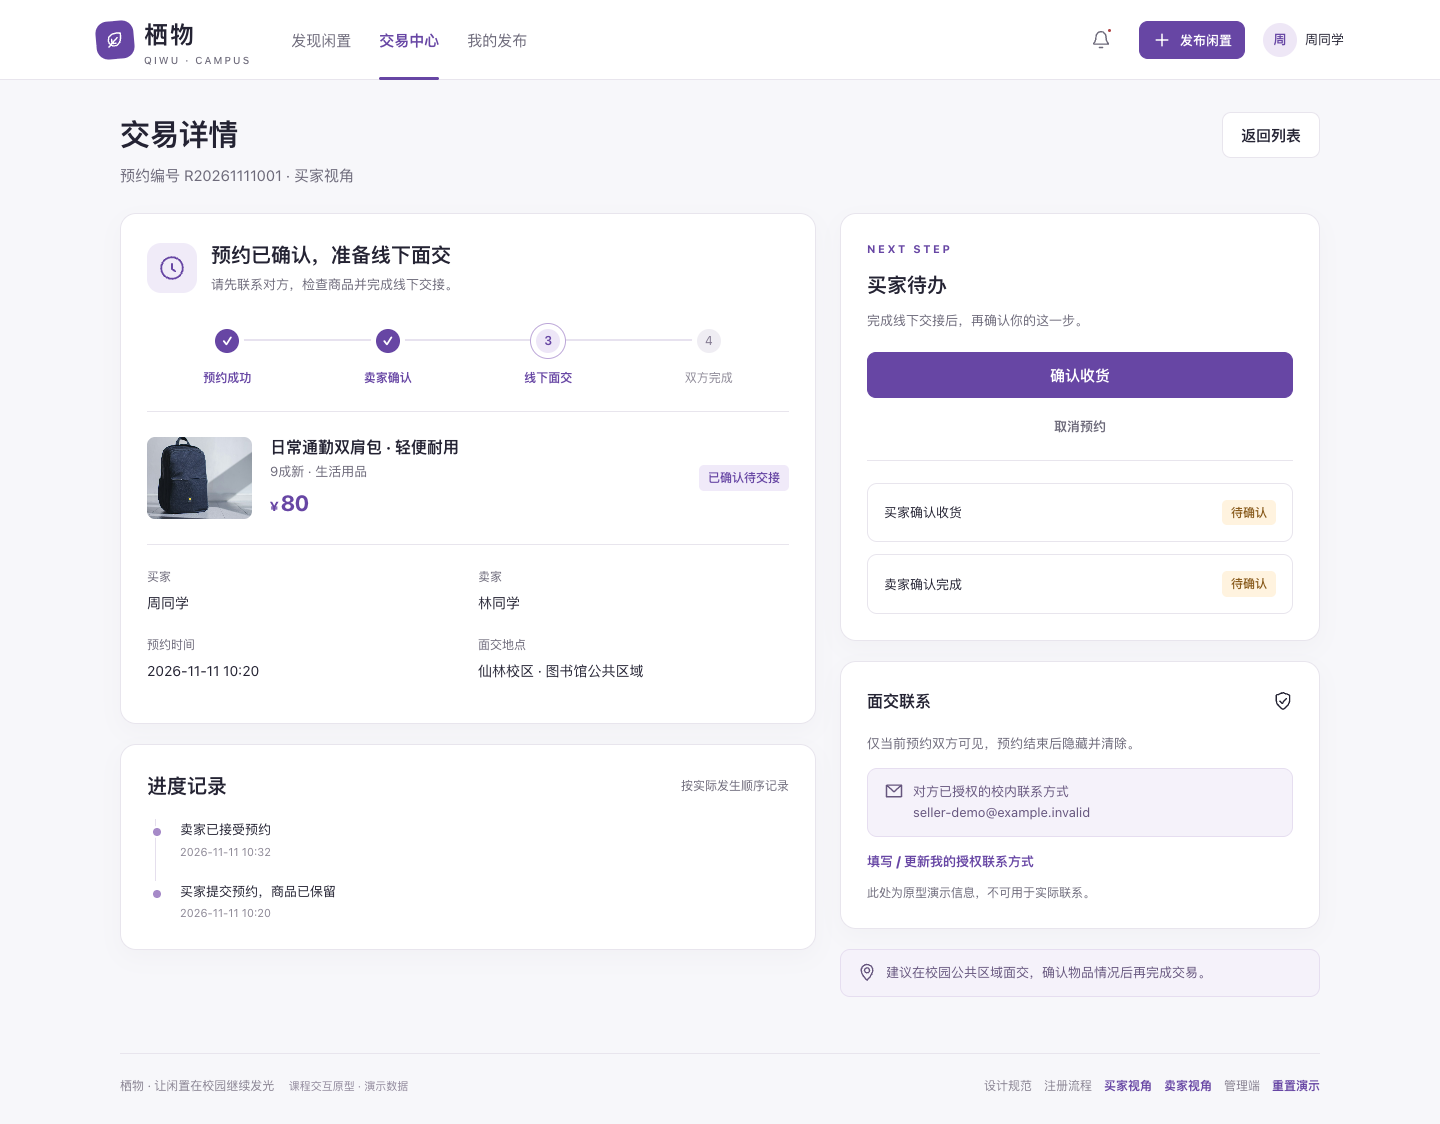 栖物
QIWU · CAMPUS
发现闲置
交易中心
我的发布
发布闲置
周
周同学
交易详情
预约编号 R20261111001 · 买家视角
返回列表
预约已确认，准备线下面交
请先联系对方，检查商品并完成线下交接。
预约成功
卖家确认
3
线下面交
4
双方完成
日常通勤双肩包 · 轻便耐用
9成新 · 生活用品
¥80
已确认待交接
买家
周同学
卖家
林同学
预约时间
2026-11-11 10:20
面交地点
仙林校区 · 图书馆公共区域
进度记录
按实际发生顺序记录
卖家已接受预约
2026-11-11 10:32
买家提交预约，商品已保留
2026-11-11 10:20
NEXT STEP
买家待办
完成线下交接后，再确认你的这一步。
确认收货
取消预约
买家确认收货
待确认
卖家确认完成
待确认
面交联系
仅当前预约双方可见，预约结束后隐藏并清除。
对方已授权的校内联系方式
seller-demo@example.invalid
填写 / 更新我的授权联系方式
此处为原型演示信息，不可用于实际联系。
建议在校园公共区域面交，确认物品情况后再完成交易。
栖物 · 让闲置在校园继续发光
课程交互原型 · 演示数据
设计规范
注册流程
买家视角
卖家视角
管理端
重置演示